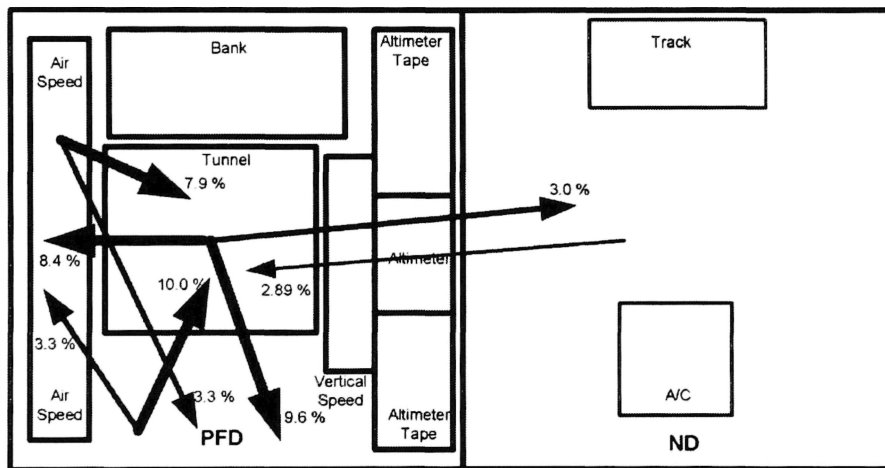 Air
Speed
Bank
Altimeter
Tape
Track
Tunnel
7.9 %
3.0 %
8.4 %
10.0 %
2.89 %
Altimeter
3.3 %
Air
Speed
3.3 %
9.6 %
Vertical
Speed
Altimeter
Tape
A/C
PFD
ND